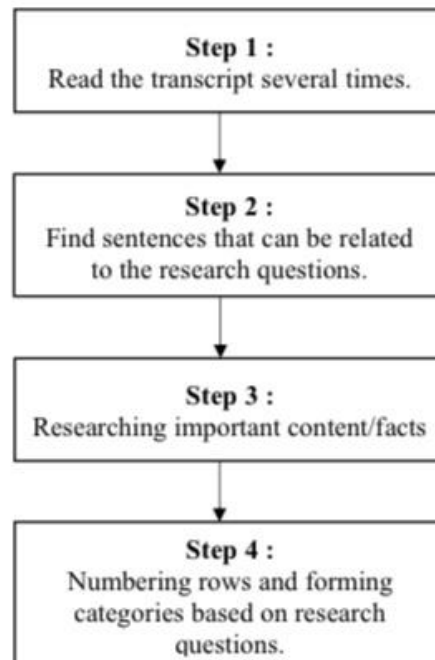 Step 1 :
Read the transcript several times.
Step 2 :
Find sentences that can be related
to the research questions.
Step 3 :
Researching important content/facts
Step 4 :
Numbering rows and forming
categories based on research
questions.